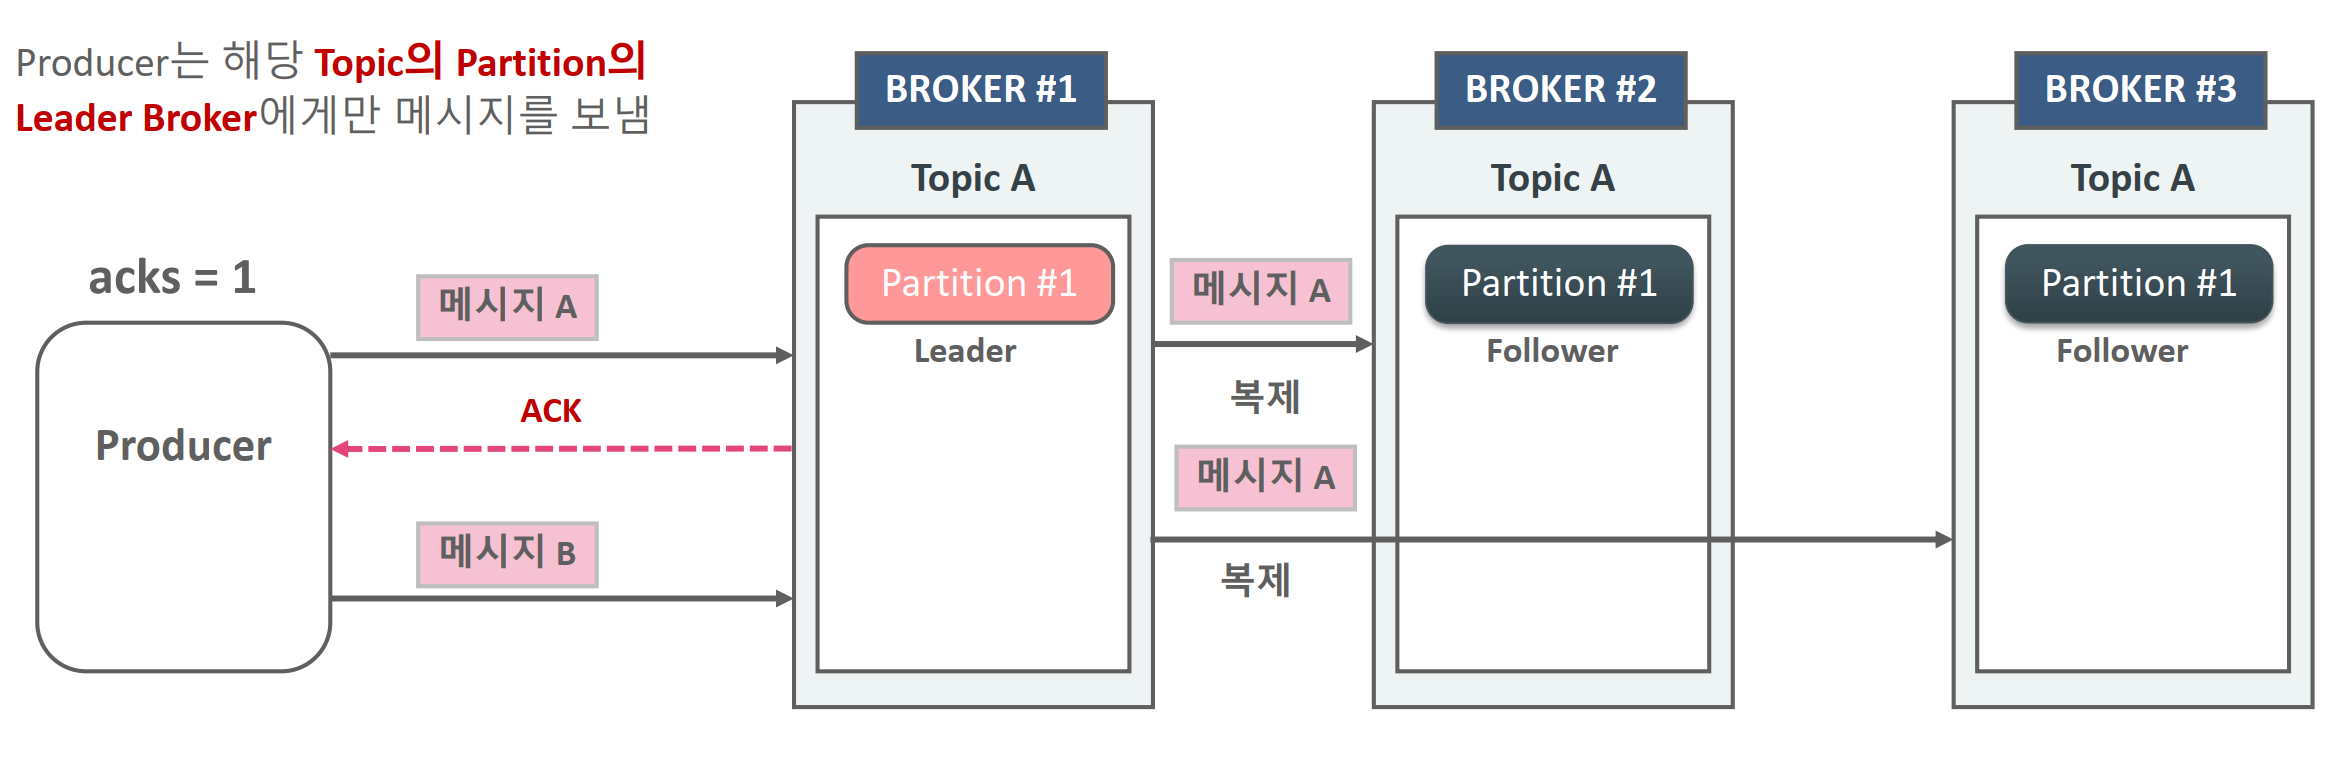 Producer는 해당 Topic의 Partition의
Leader Broker에게만 메시지를 보냄
acks = 1
Producer
메시지 A
ACK
메시지 B
BROKER #1
Topic A
Partition #1
Leader
메시지 A
복제
메시지 A
복제
BROKER #2
Topic A
Partition #1
Follower
BROKER #3
Topic A
Partition #1
Follower